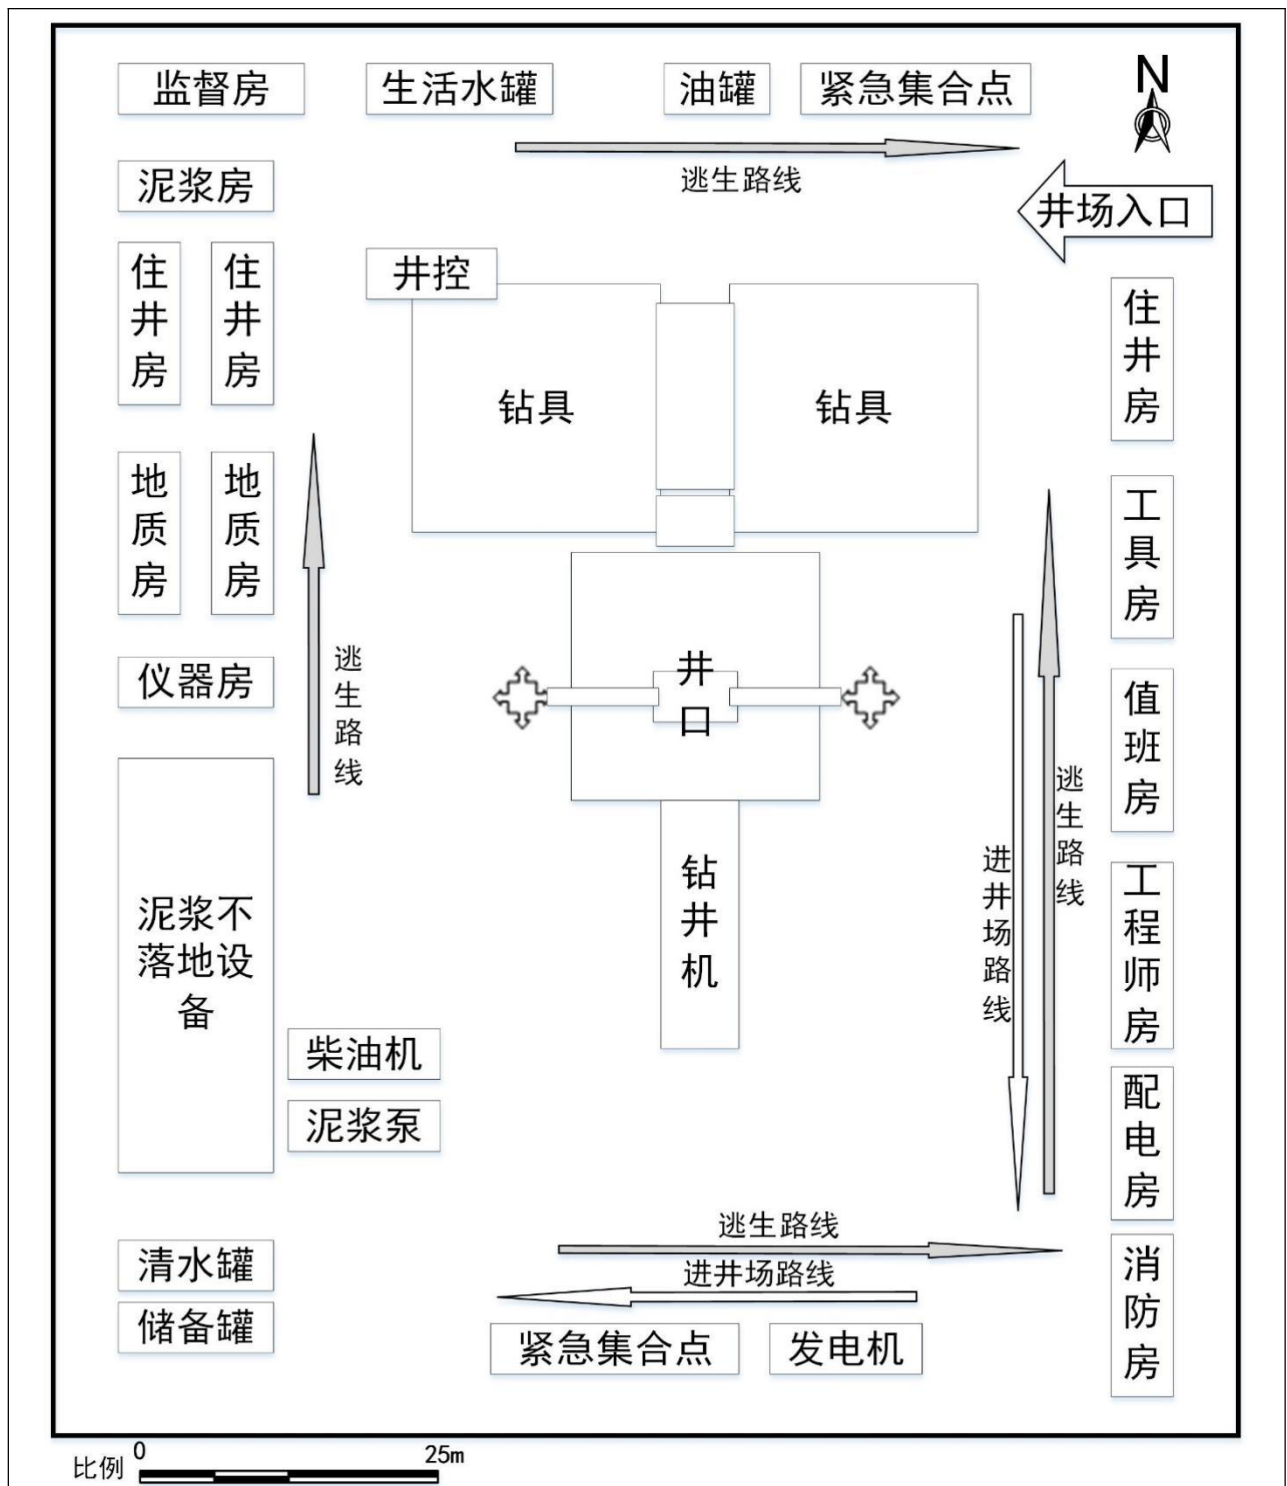 监督房
生活水罐
油罐
紧急集合点
N
逃生路线
泥浆房
井场入口
住井房
住井房
井控
住井房
钻具
钻具
地质房
地质房
工具房
仪器房
逃生路线
井口
值班房
逃生路线
进井场路线
钻井机
工程师房
泥浆不
落地设
备
柴油机
泥浆泵
配电房
逃生路线
进井场路线
清水罐
储备罐
紧急集合点
发电机
消防房
比例
0
25m